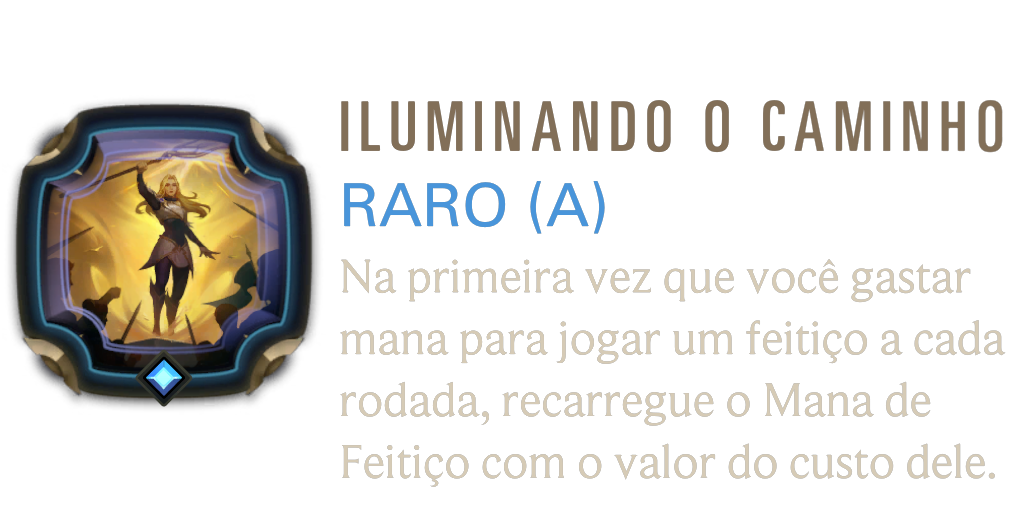 ILUMINANDO O CAMINHO
RARO (A)
Na primeira vez que você gastar
mana para jogar um feitiço a cada
rodada, recarregue o Mana de
Feitiço com o valor do custo dele.